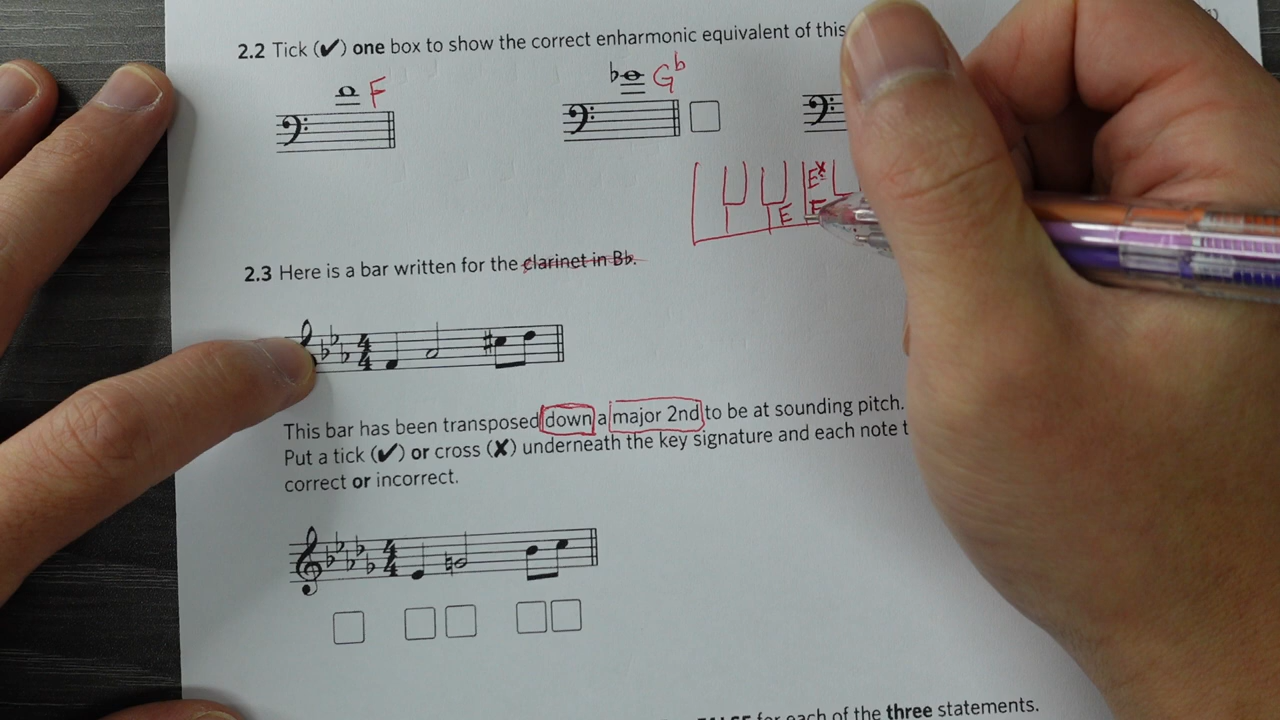 2.2 Tick (✔) one box to show the correct enharmonic equivalent of this
F
G♭
E𝄪
E F
2.3 Here is a bar written for the clarinet in B♭.
This bar has been transposed down a major 2nd to be at sounding pitch.
Put a tick (✔) or cross (✘) underneath the key signature and each note
correct or incorrect.
for each of the three statements.